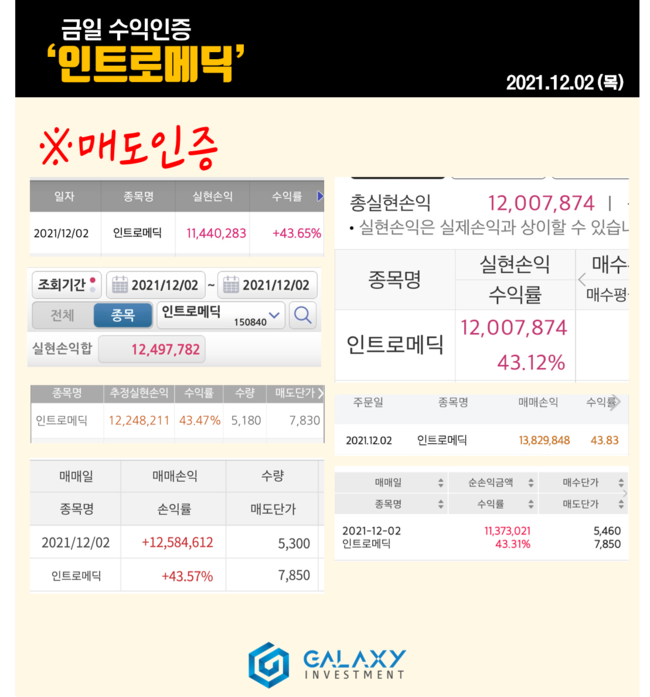 금일 수익인증
‘인트로메딕’
2021.12.02 (목)
※매도인증
일자 종목명 실현손익 수익률
2021/12/02 인트로메딕 11,440,283 +43.65%
조회기간 2021/12/02 ~ 2021/12/02
전체 종목 인트로메딕 150840
실현손익합 12,497,782
종목명 추정실현손익 수익률 수량 매도단가
인트로메딕 12,248,211 43.47% 5,180 7,830
매매일 매매손익 수량
종목명 손익률 매도단가
2021/12/02 +12,584,612 5,300
인트로메딕 +43.57% 7,850
총실현손익 12,007,874
• 실현손익은 실제손익과 상이할 수 있습니
종목명 실현손익 매수
수익률 매수평
인트로메딕 12,007,874
43.12%
주문일 종목명 매매손익 수익률
2021.12.02 인트로메딕 13,829,848 43.83
매매일 순손익금액 매수단가
종목명 수익률 매도단가
2021-12-02 11,373,021 5,460
인트로메딕 43.31% 7,850
GALAXY
INVESTMENT